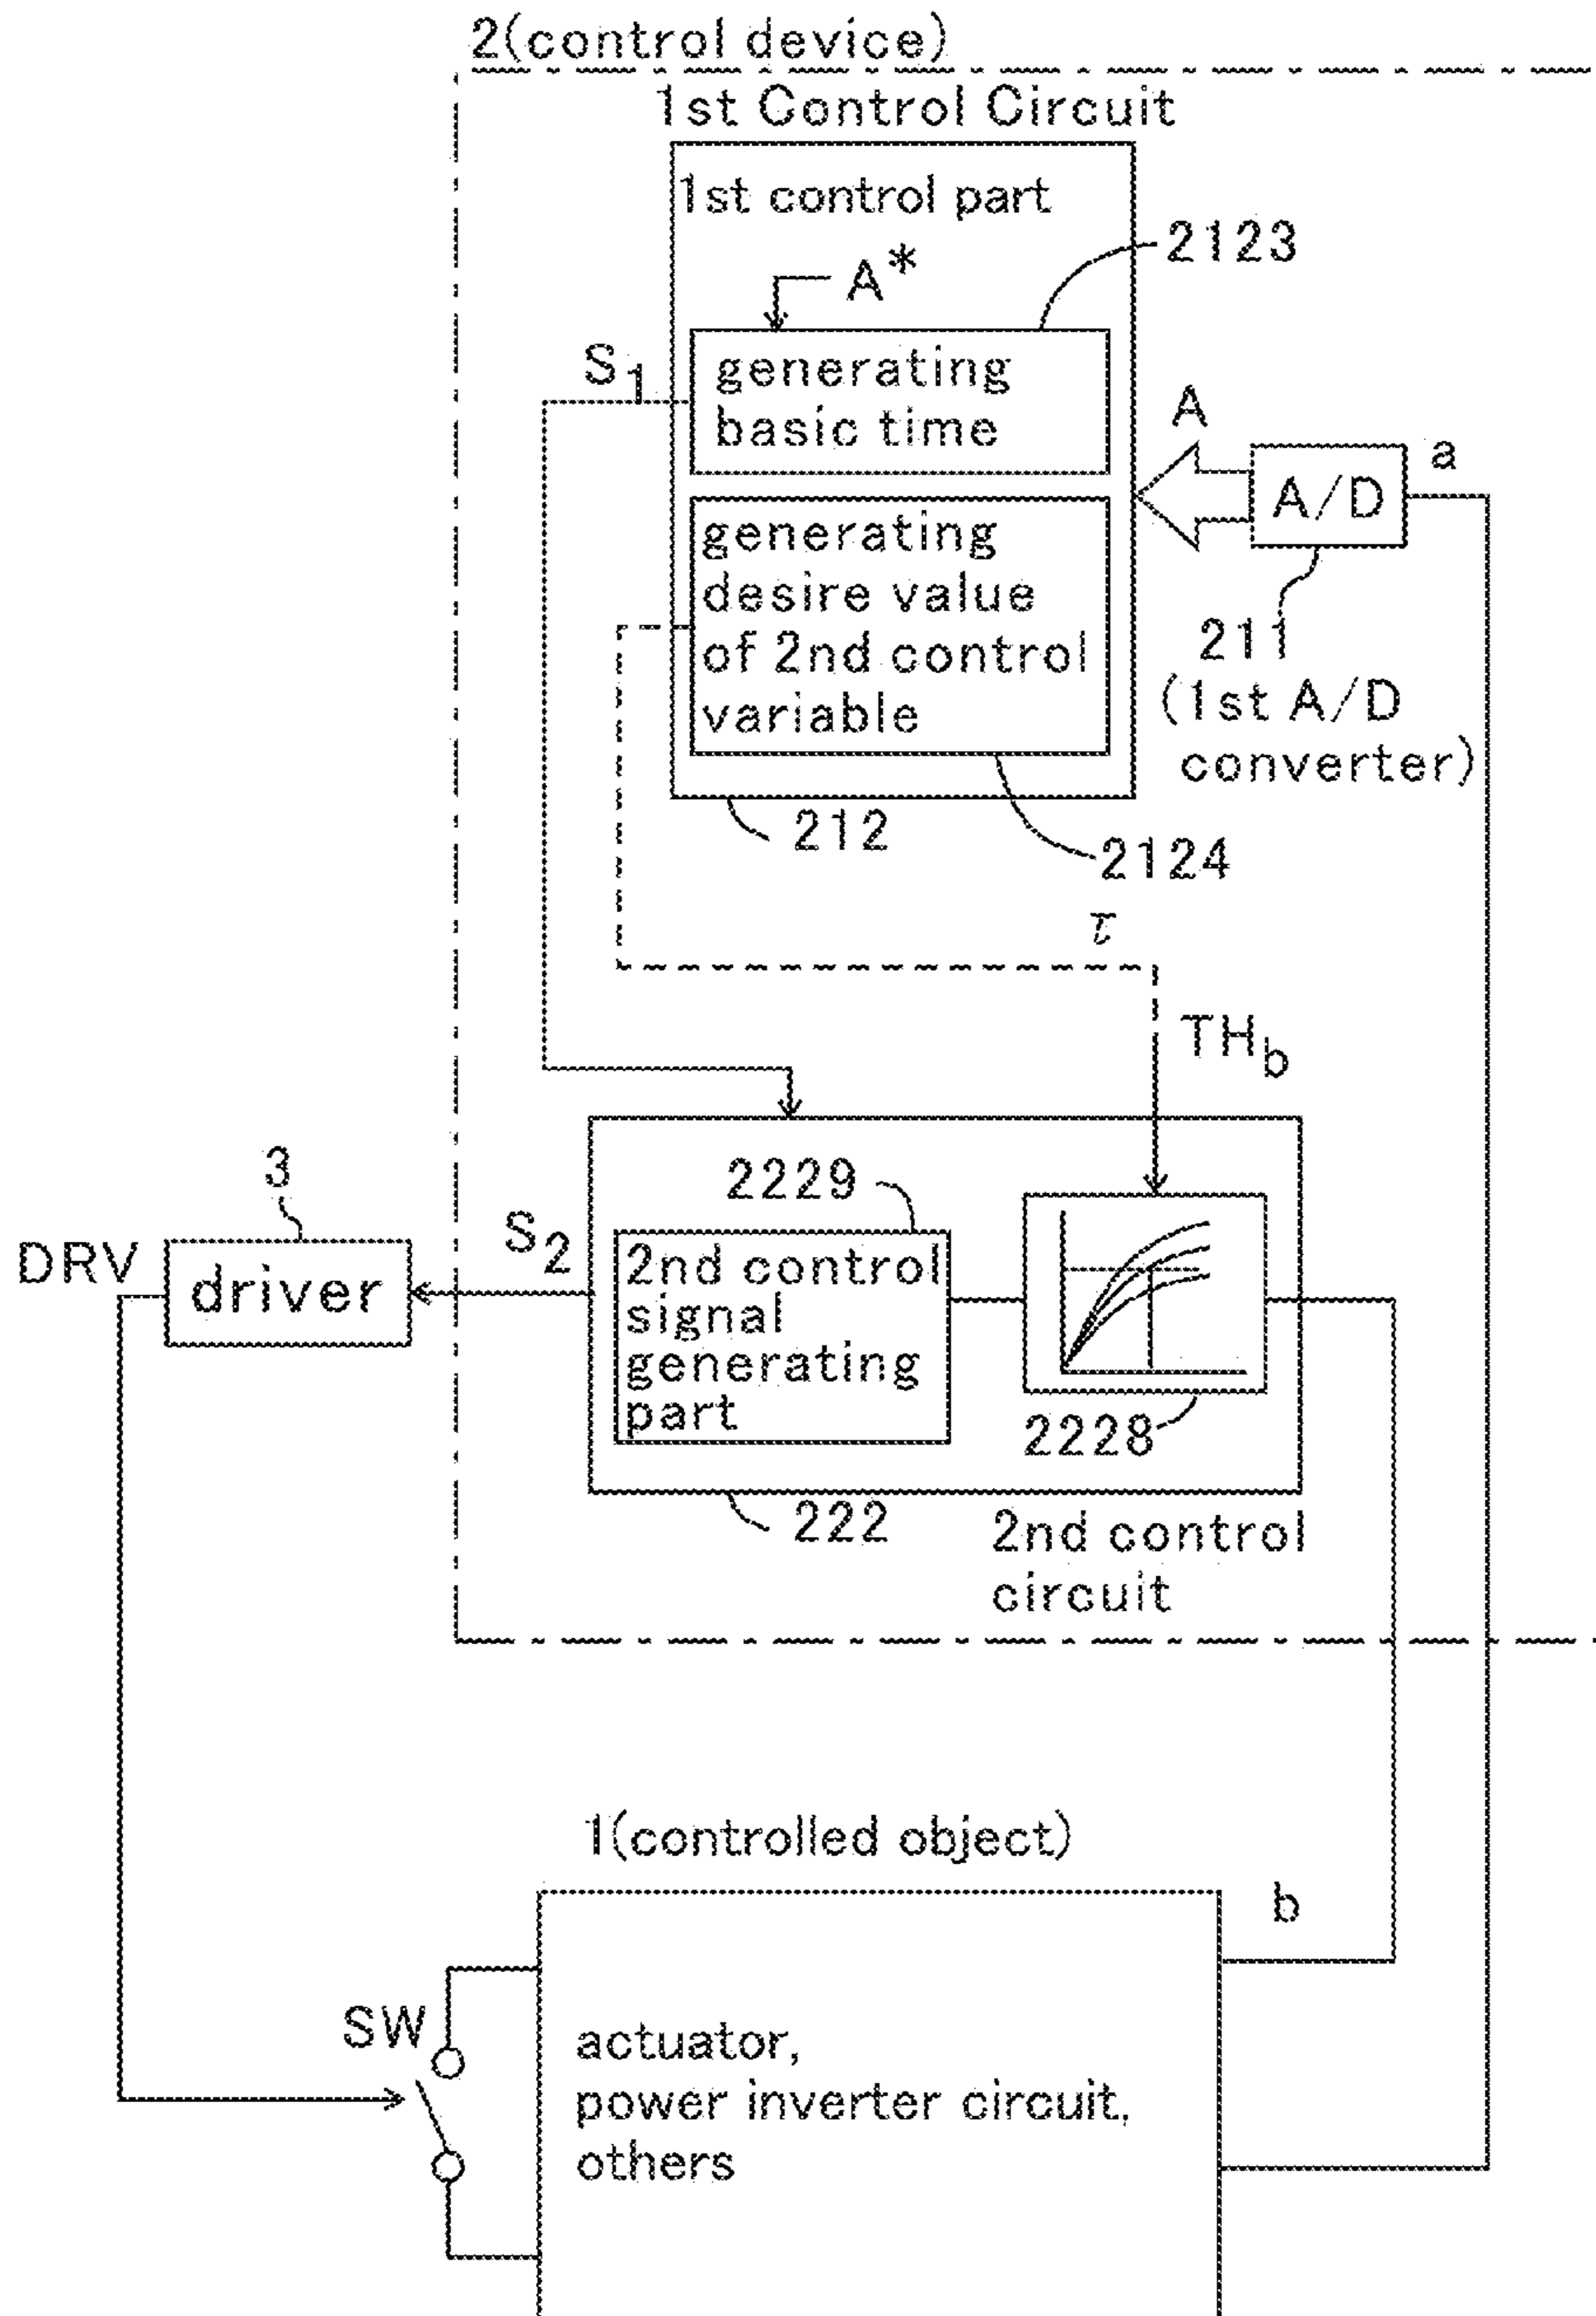 2(control device)
1st Control Circuit
1st control part
2123
A*
S1
generating
basic time
A
a
A/D
generating
desire value
of 2nd control
variable
211
(1st A/D
converter)
212
2124
τ
THb
3
2229
DRV
driver
S2
2nd control
signal
generating
part
2228
222
2nd control
circuit
1(controlled object)
b
SW
actuator,
power inverter circuit,
others